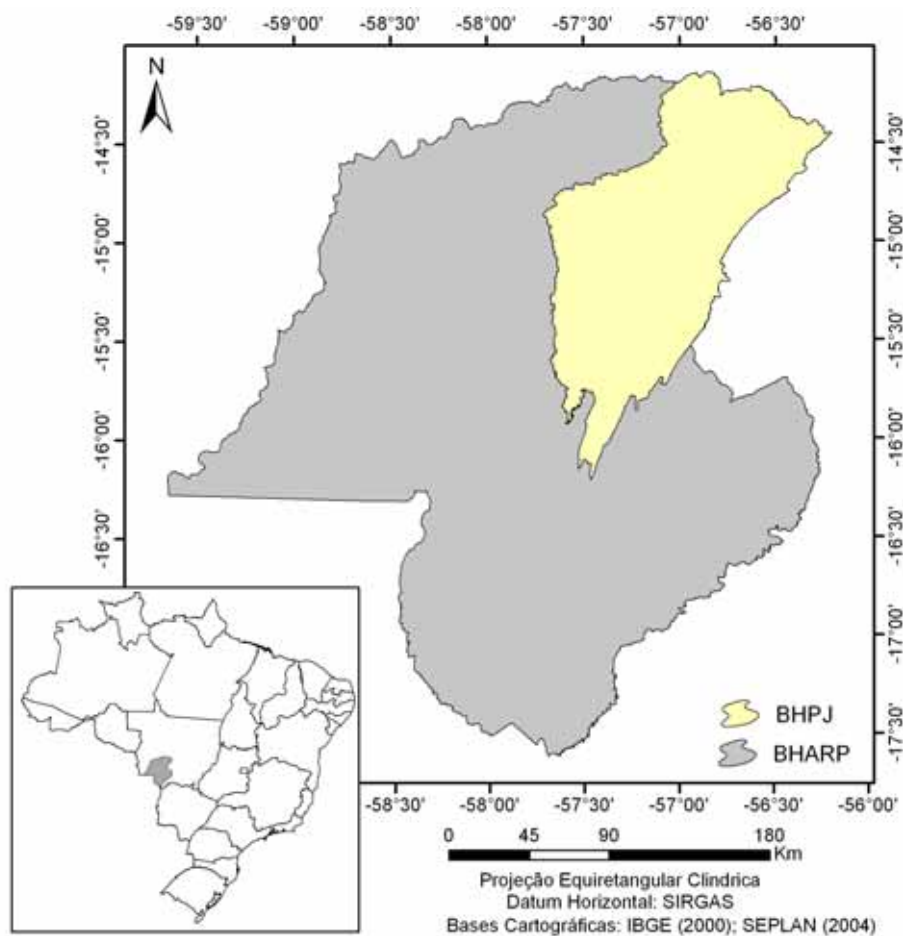 -59°30' -59°00' -58°30' -58°00' -57°30' -57°00' -56°30'
N
-14°30' -14°30'
-15°00' -15°00'
-15°30' -15°30'
-16°00' -16°00'
-16°30' -16°30'
-17°00'
-17°30'
BHPJ
BHARP
-58°30' -58°00' -57°30' -57°00' -56°30' -56°00'
0 45 90 180
Km
Projeção Equiretangular Clindrica
Datum Horizontal: SIRGAS
Bases Cartográficas: IBGE (2000); SEPLAN (2004)